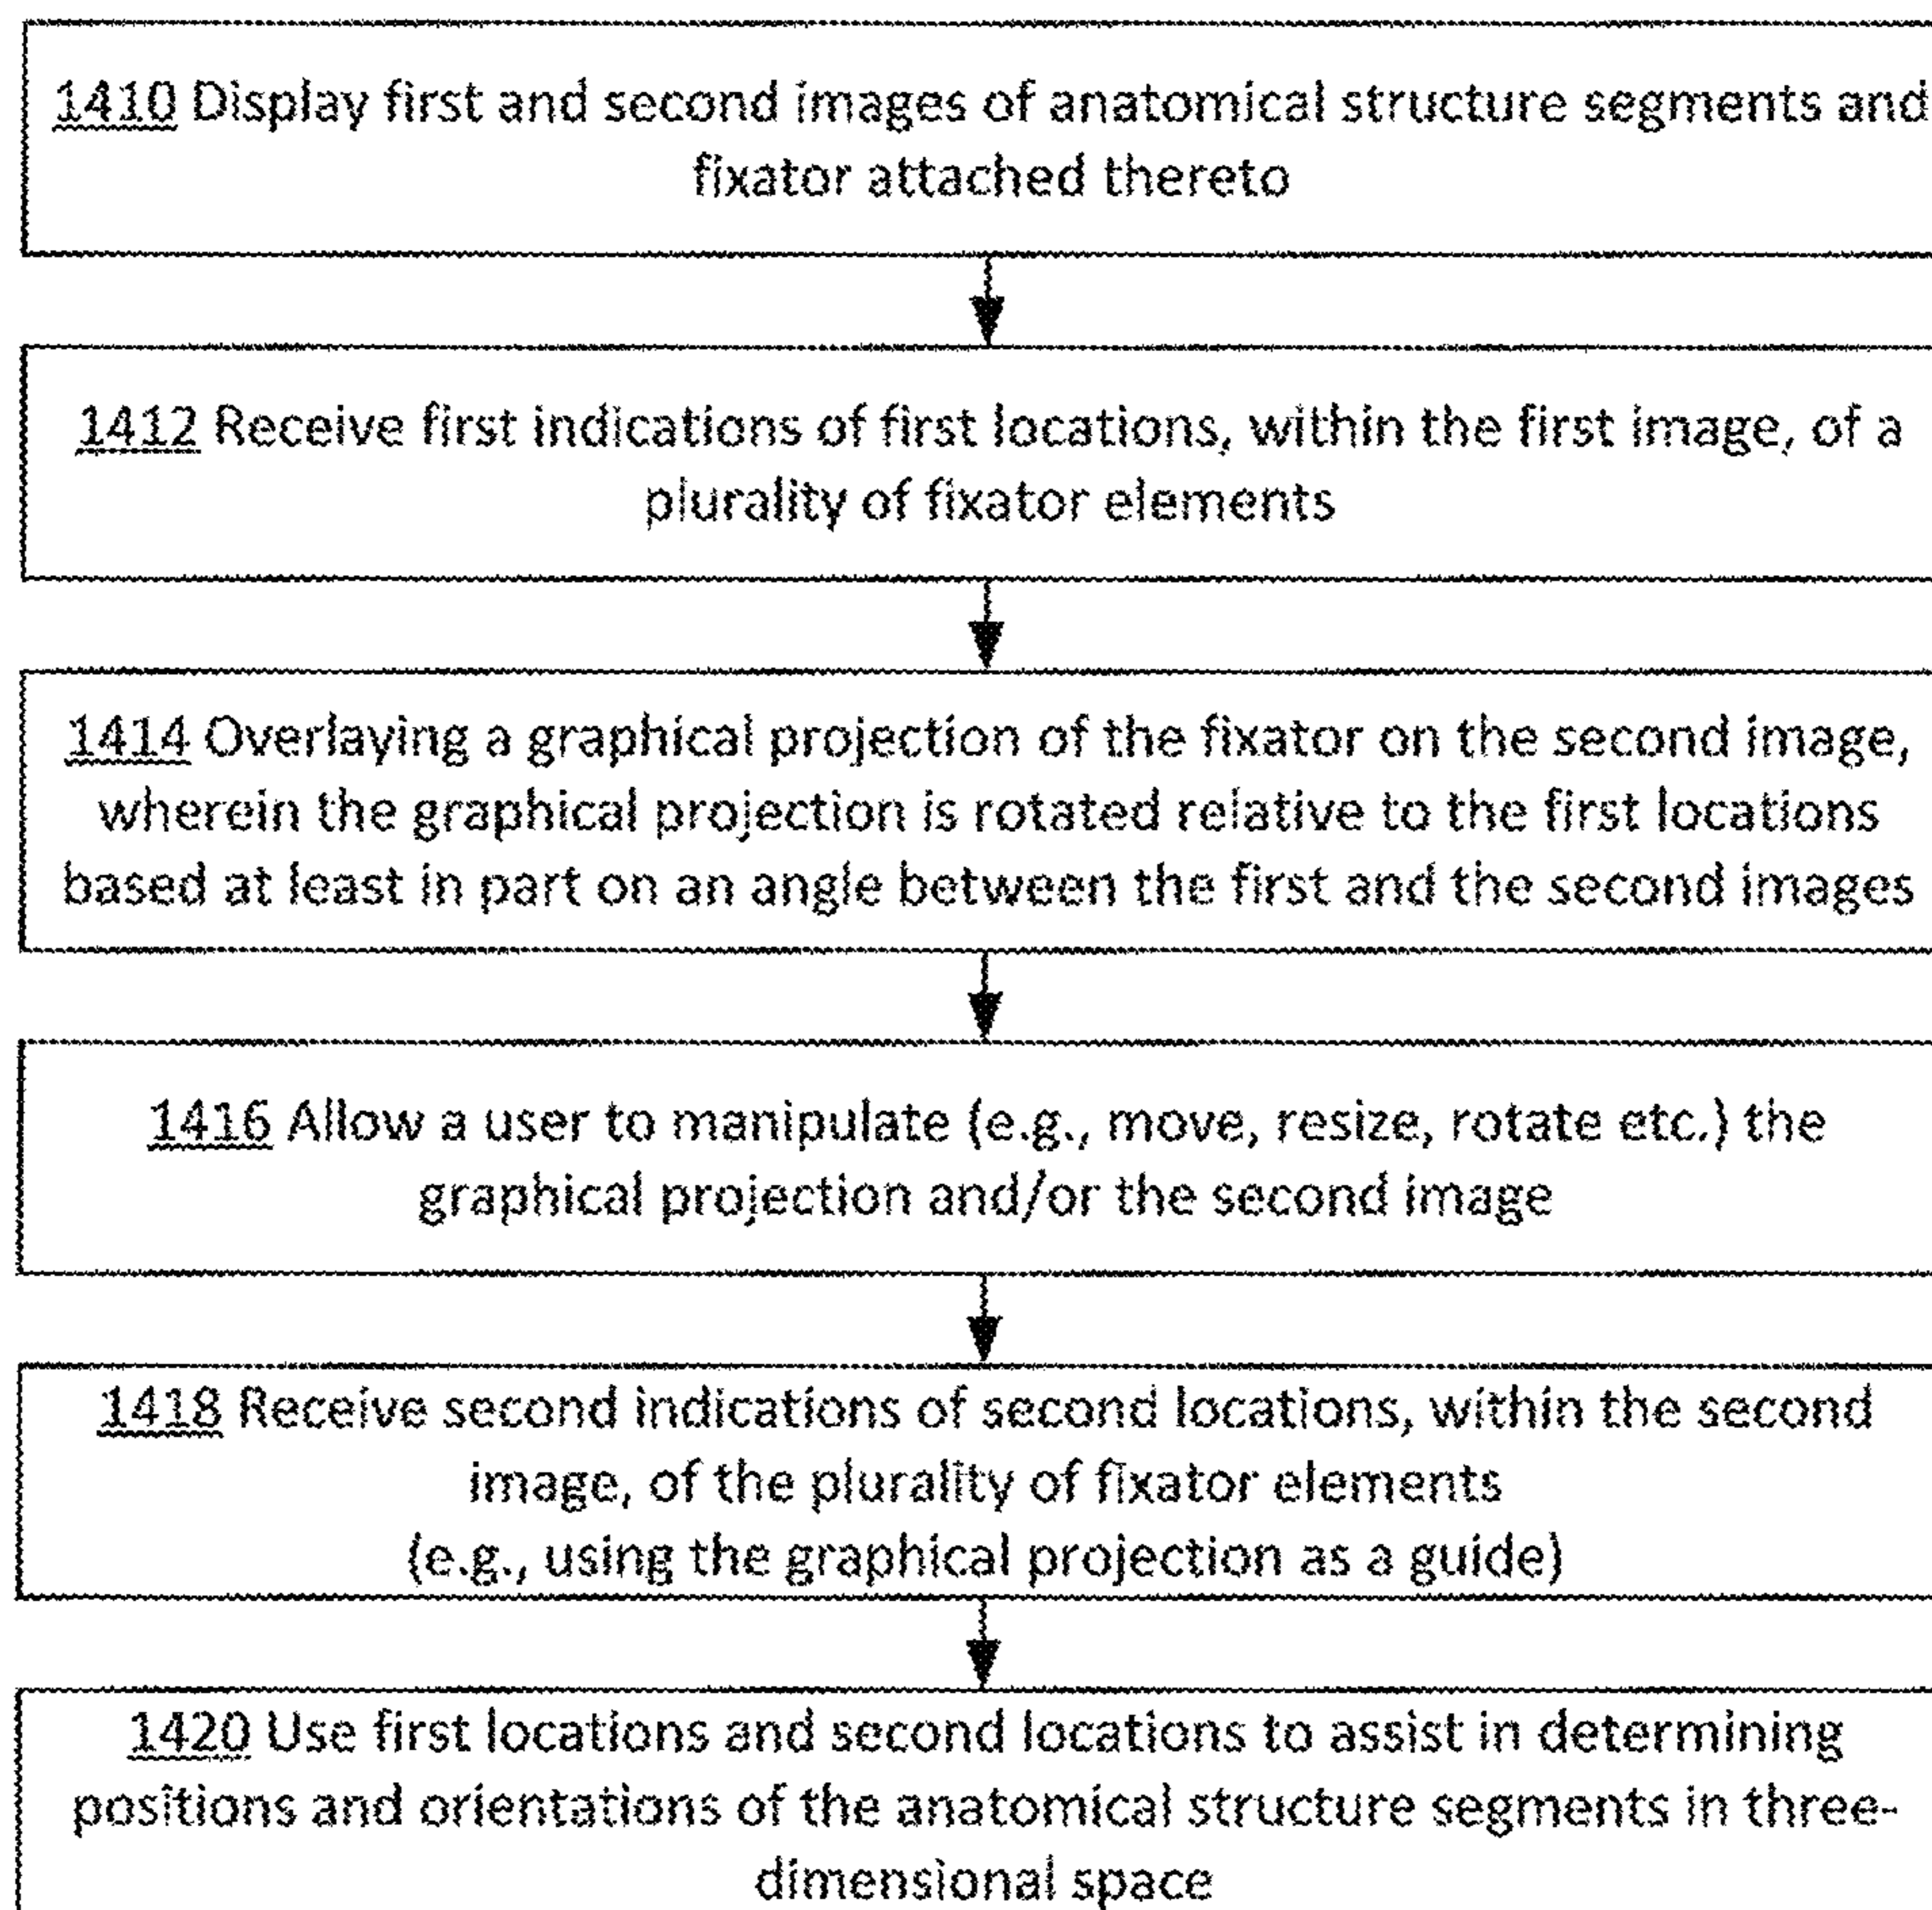 1410 Display first and second images of anatomical structure segments and
fixator attached thereto
1412 Receive first indications of first locations, within the first image, of a
plurality of fixator elements
1414 Overlaying a graphical projection of the fixator on the second image,
wherein the graphical projection is rotated relative to the first locations
based at least in part on an angle between the first and the second images
1416 Allow a user to manipulate (e.g., move, resize, rotate etc.) the
graphical projection and/or the second image
1418 Receive second indications of second locations, within the second
image, of the plurality of fixator elements
(e.g., using the graphical projection as a guide)
1420 Use first locations and second locations to assist in determining
positions and orientations of the anatomical structure segments in three-
dimensional space